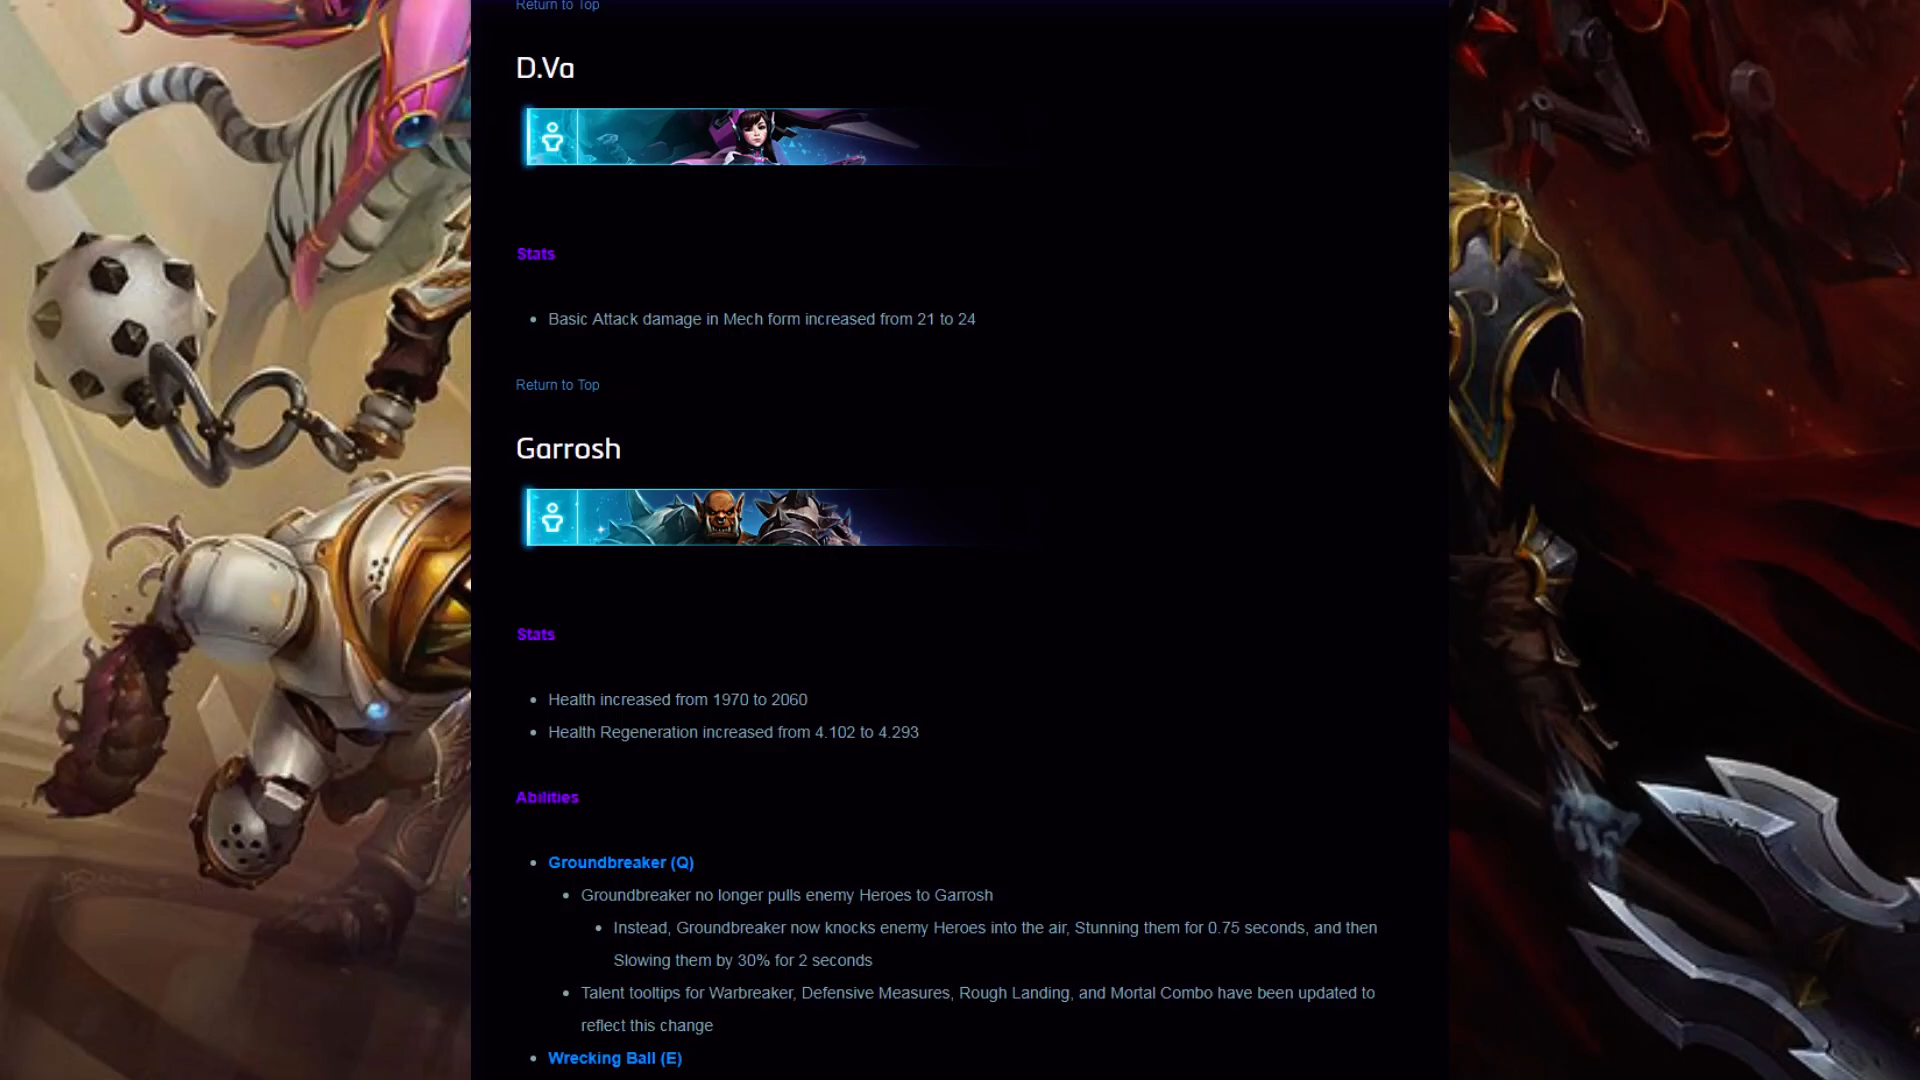 Return to Top
D.Va
Stats
Basic Attack damage in Mech form increased from 21 to 24
Return to Top
Garrosh
Stats
Health increased from 1970 to 2060
Health Regeneration increased from 4.102 to 4.293
Abilities
Groundbreaker (Q)
Groundbreaker no longer pulls enemy Heroes to Garrosh
Instead, Groundbreaker now knocks enemy Heroes into the air, Stunning them for 0.75 seconds, and then
Slowing them by 30% for 2 seconds
Talent tooltips for Warbreaker, Defensive Measures, Rough Landing, and Mortal Combo have been updated to
reflect this change
Wrecking Ball (E)